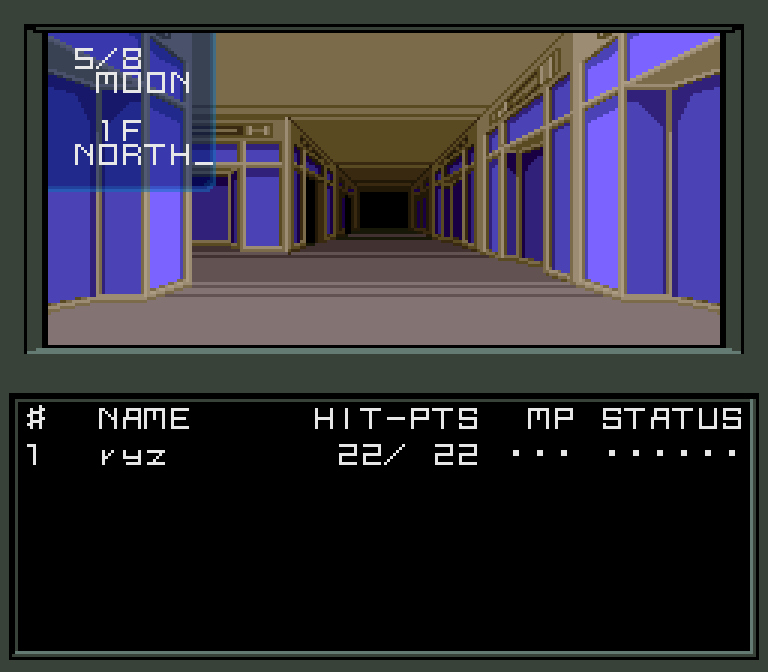 5/8
MOON
1F
NORTH_
# NAME HIT-PTS MP STATUS
1 ryz 22/ 22 ... ......